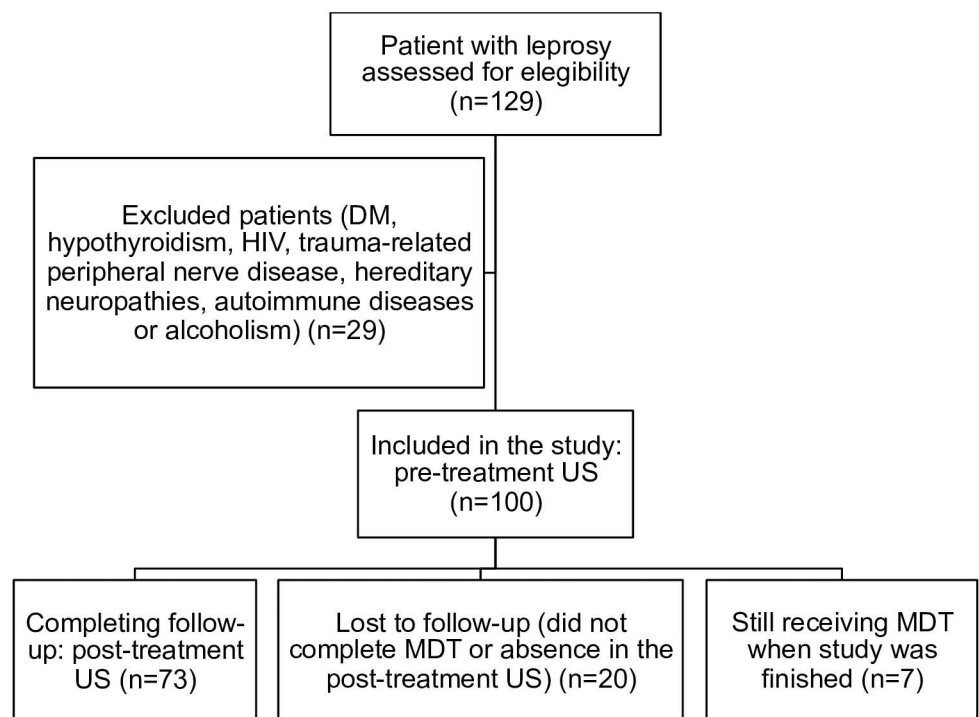 Patient with leprosy
assessed for elegibility
(n=129)
Excluded patients (DM,
hypothyroidism, HIV, trauma-related
peripheral nerve disease, hereditary
neuropathies, autoimmune diseases
or alcoholism) (n=29)
Included in the study:
pre-treatment US
(n=100)
Completing follow-
up: post-treatment
US (n=73)
Lost to follow-up (did not
complete MDT or absence in the
post-treatment US) (n=20)
Still receiving MDT
when study was
finished (n=7)